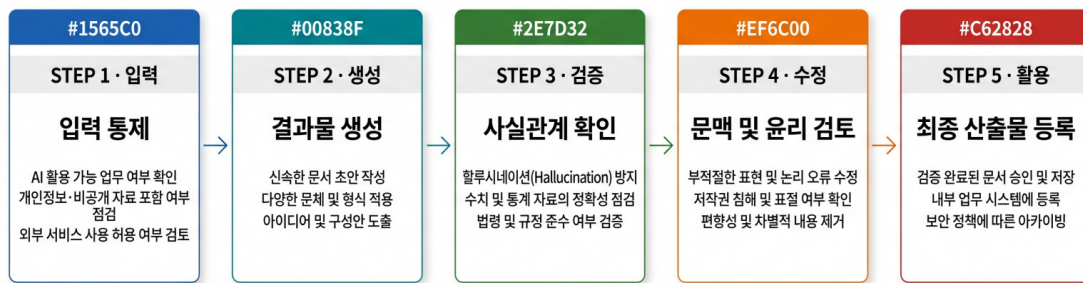 #1565C0
STEP 1 · 입력
입력 통제
AI 활용 가능 업무 여부 확인
개인정보·비공개 자료 포함 여부
점검
외부 서비스 사용 허용 여부 검토
#00838F
STEP 2 · 생성
결과물 생성
신속한 문서 초안 작성
다양한 문체 및 형식 적용
아이디어 및 구성안 도출
#2E7D32
STEP 3 · 검증
사실관계 확인
할루시네이션(Hallucination) 방지
수치 및 통계 자료의 정확성 점검
법령 및 규정 준수 여부 검증
#EF6C00
STEP 4 · 수정
문맥 및 윤리 검토
부적절한 표현 및 논리 오류 수정
저작권 침해 및 표절 여부 확인
편향성 및 차별적 내용 제거
#C62828
STEP 5 · 활용
최종 산출물 등록
검증 완료된 문서 승인 및 저장
내부 업무 시스템에 등록
보안 정책에 따른 아카이빙